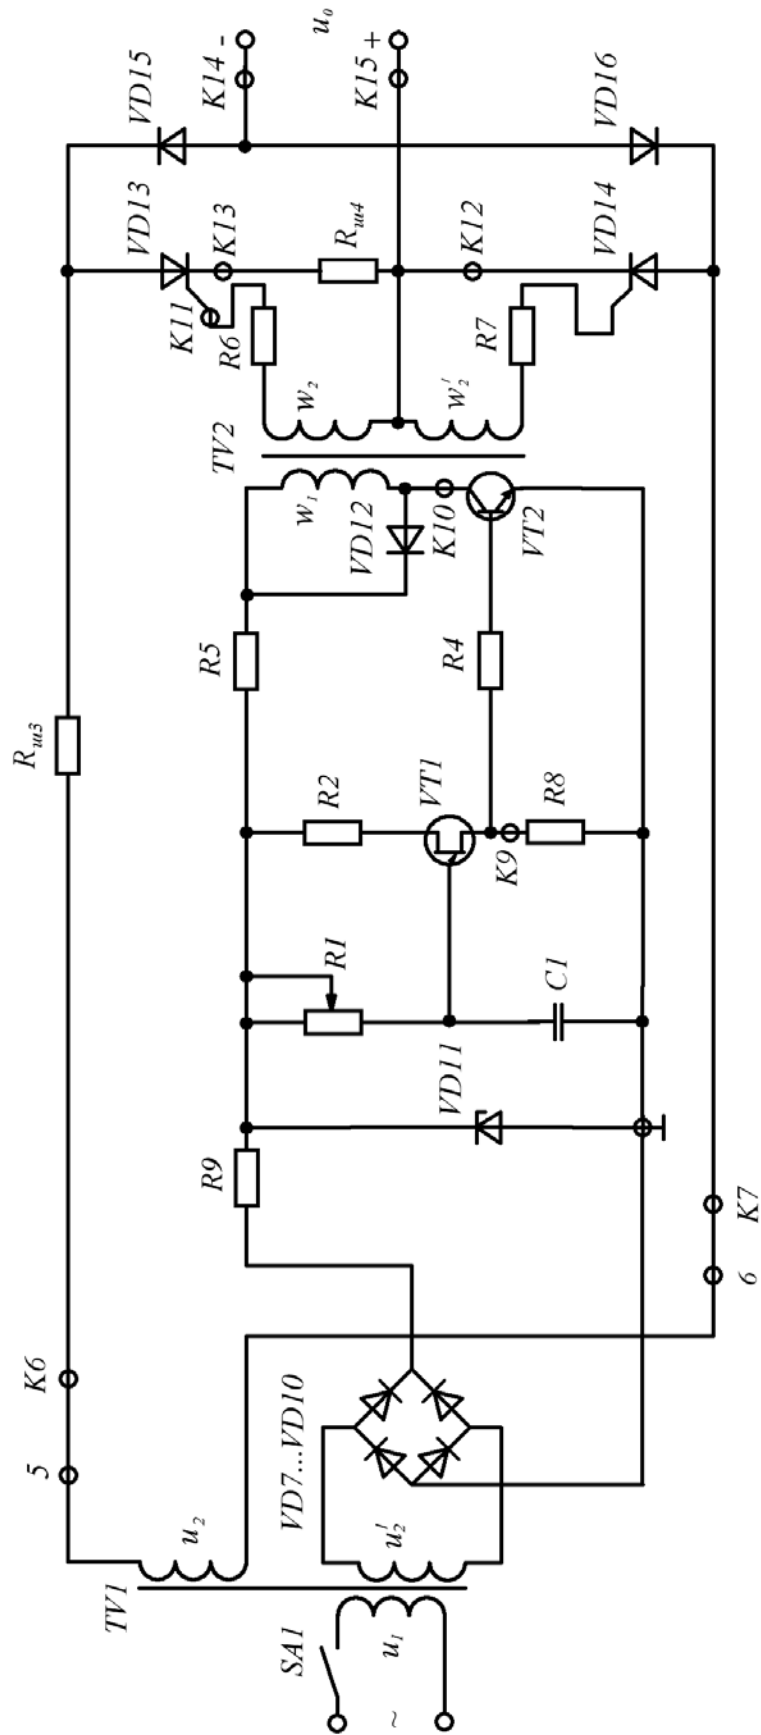 SA1
~
u₁
TV1
u₂
u₂ˡ
5
K6
VD7...VD10
6
K7
R9
VD11
R1
C1
R2
VT1
K9
R8
Rш3
R5
R4
VD12
w₁
K10
VT2
TV2
w₂
w₂ˡ
R6
R7
K11
VD13
K13
Rш4
K12
VD14
VD15
K14 -
K15 +
VD16
u₀